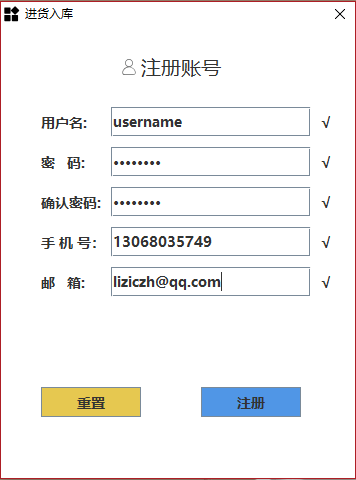 进货入库
注册账号
用户名: username √
密 码: •••••••• √
确认密码: •••••••• √
手 机 号: 13068035749 √
邮 箱: liziczh@qq.com √
重置 注册